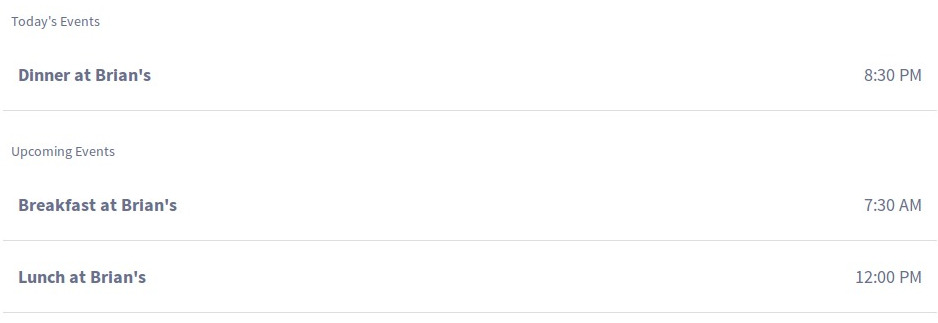 Today's Events
Dinner at Brian's 8:30 PM
Upcoming Events
Breakfast at Brian's 7:30 AM
Lunch at Brian's 12:00 PM